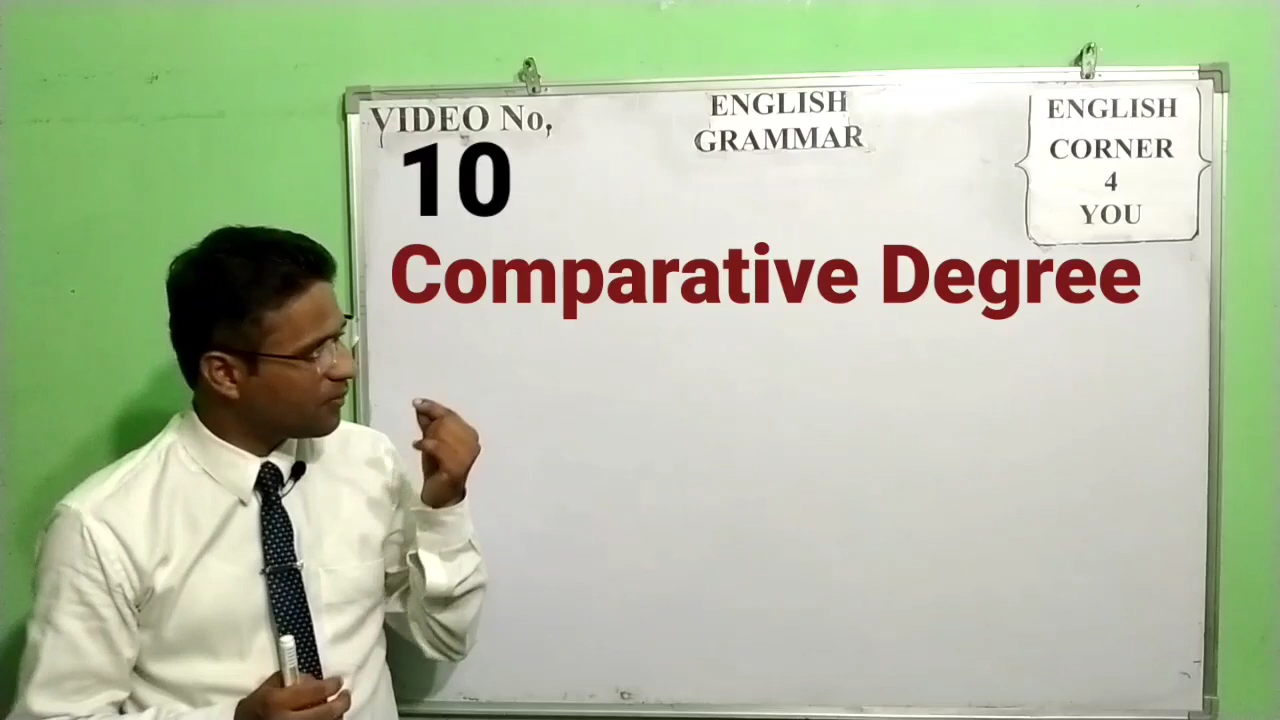 VIDEO No,
10
ENGLISH
GRAMMAR
ENGLISH
CORNER
4
YOU
Comparative Degree